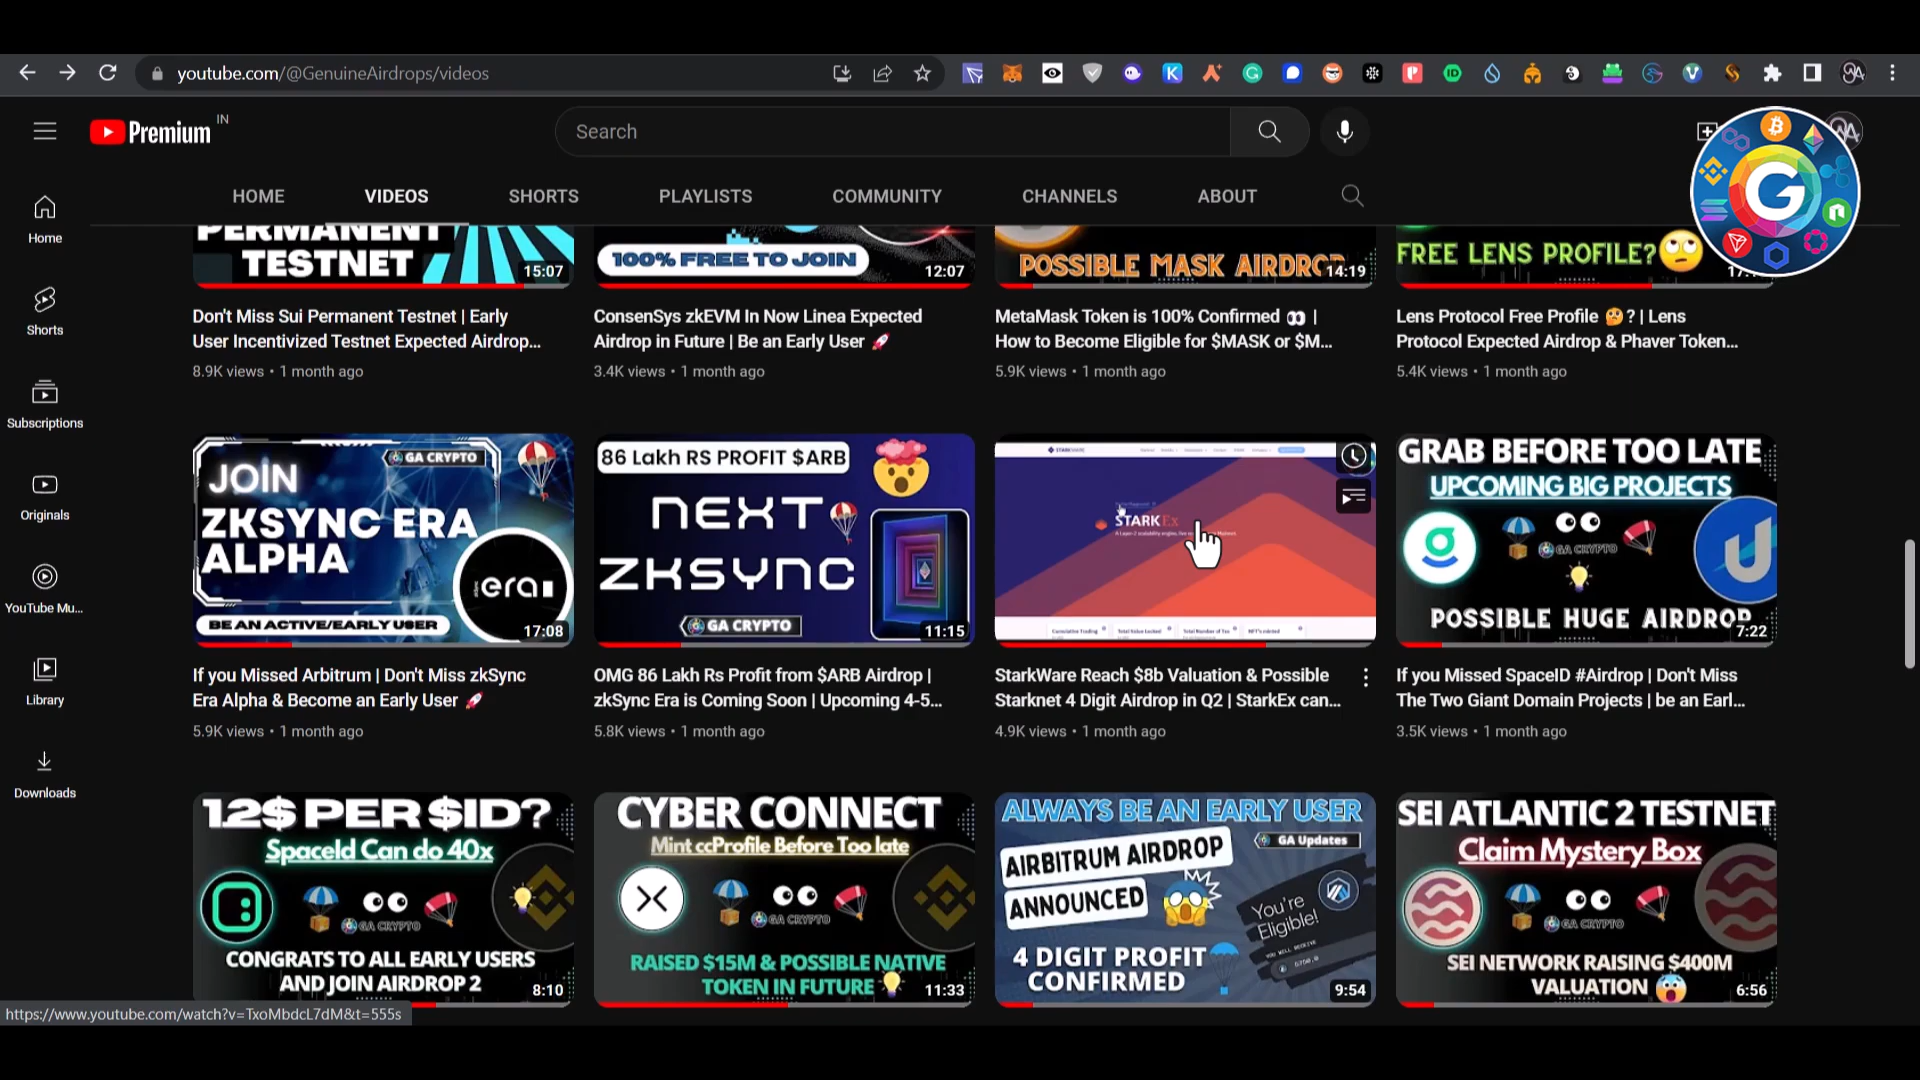 youtube.com/@GenuineAirdrops/videos
Premium IN
Search
HOME VIDEOS SHORTS PLAYLISTS COMMUNITY CHANNELS ABOUT
Home
Shorts
Subscriptions
Originals
YouTube Mu...
Library
Downloads
PERMANENT
TESTNET
15:07
100% FREE TO JOIN
12:07
POSSIBLE MASK AIRDROP
14:19
FREE LENS PROFILE?
Don't Miss Sui Permanent Testnet | Early
User Incentivized Testnet Expected Airdrop...
8.9K views • 1 month ago
ConsenSys zkEVM In Now Linea Expected
Airdrop in Future | Be an Early User 🚀
3.4K views • 1 month ago
MetaMask Token is 100% Confirmed 👀 |
How to Become Eligible for $MASK or $M...
5.9K views • 1 month ago
Lens Protocol Free Profile 🤔? | Lens
Protocol Expected Airdrop & Phaver Token...
5.4K views • 1 month ago
GA CRYPTO
JOIN
ZKSYNC ERA
ALPHA
era
BE AN ACTIVE/EARLY USER
17:08
86 Lakh RS PROFIT $ARB
NEXT
ZKSYNC
GA CRYPTO
11:15
STARKEx
GRAB BEFORE TOO LATE
UPCOMING BIG PROJECTS
GA CRYPTO
POSSIBLE HUGE AIRDROP
7:22
If you Missed Arbitrum | Don't Miss zkSync
Era Alpha & Become an Early User 🚀
5.9K views • 1 month ago
OMG 86 Lakh Rs Profit from $ARB Airdrop |
zkSync Era is Coming Soon | Upcoming 4-5...
5.8K views • 1 month ago
StarkWare Reach $8b Valuation & Possible
Starknet 4 Digit Airdrop in Q2 | StarkEx can...
4.9K views • 1 month ago
If you Missed SpaceID #Airdrop | Don't Miss
The Two Giant Domain Projects | be an Earl...
3.5K views • 1 month ago
12$ PER $ID?
SpaceId Can do 40x
GA CRYPTO
CONGRATS TO ALL EARLY USERS
AND JOIN AIRDROP 2
8:10
CYBER CONNECT
Mint ccProfile Before Too late
GA CRYPTO
RAISED $15M & POSSIBLE NATIVE
TOKEN IN FUTURE
11:33
ALWAYS BE AN EARLY USER
GA Updates
AIRBITRUM AIRDROP
ANNOUNCED
You're
Eligible!
4 DIGIT PROFIT
CONFIRMED
9:54
SEI ATLANTIC 2 TESTNET
Claim Mystery Box
GA CRYPTO
SEI NETWORK RAISING $400M
VALUATION
6:56
https://www.youtube.com/watch?v=TxoMbdcL7dM&t=555s